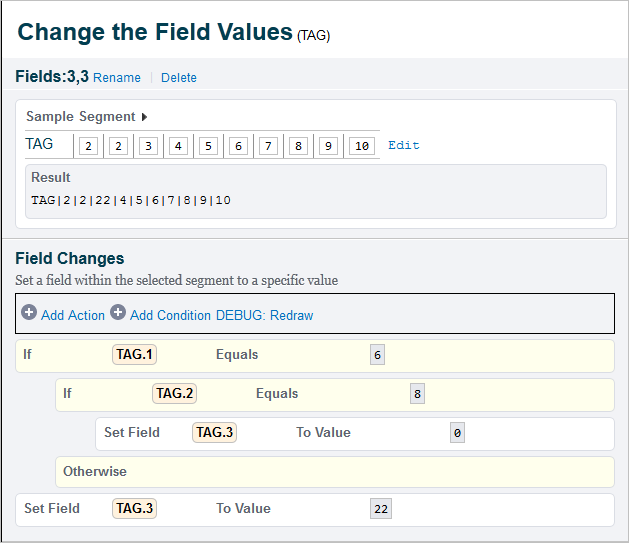 Change the Field Values (TAG)
Fields:3,3 Rename | Delete
Sample Segment
TAG 2 2 3 4 5 6 7 8 9 10 Edit
Result
TAG|2|2|22|4|5|6|7|8|9|10
Field Changes
Set a field within the selected segment to a specific value
Add Action Add Condition DEBUG: Redraw
If TAG.1 Equals 6
If TAG.2 Equals 8
Set Field TAG.3 To Value 0
Otherwise
Set Field TAG.3 To Value 22